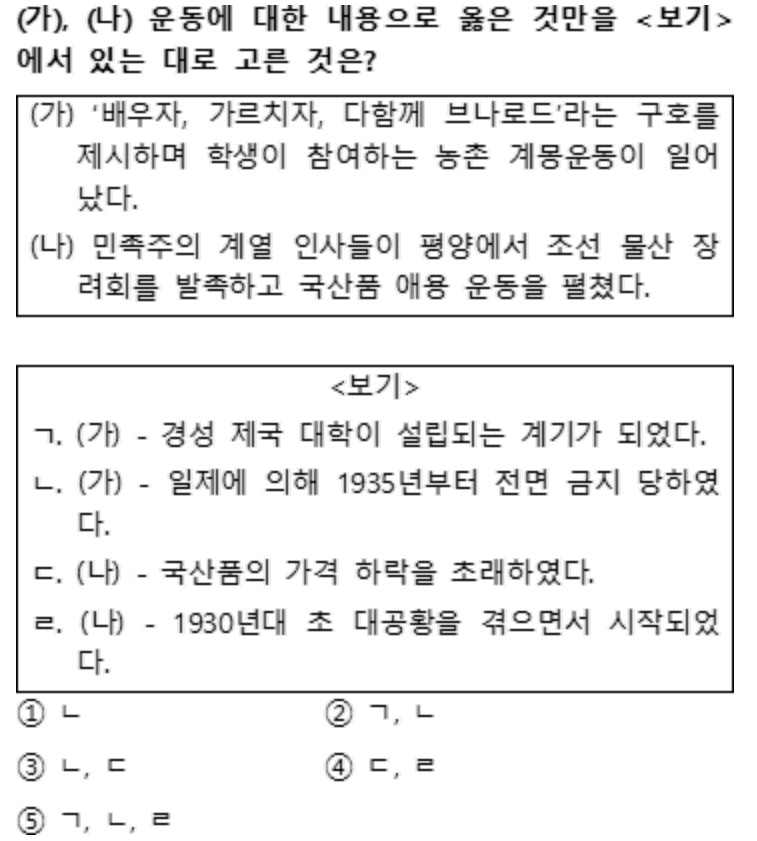 (가), (나) 운동에 대한 내용으로 옳은 것만을 <보기>
에서 있는 대로 고른 것은?
(가) ‘배우자, 가르치자, 다함께 브나로드’라는 구호를
제시하며 학생이 참여하는 농촌 계몽운동이 일어
났다.
(나) 민족주의 계열 인사들이 평양에서 조선 물산 장
려회를 발족하고 국산품 애용 운동을 펼쳤다.
<보기>
ㄱ. (가) - 경성 제국 대학이 설립되는 계기가 되었다.
ㄴ. (가) - 일제에 의해 1935년부터 전면 금지 당하였
다.
ㄷ. (나) - 국산품의 가격 하락을 초래하였다.
ㄹ. (나) - 1930년대 초 대공황을 겪으면서 시작되었
다.
① ㄴ ② ㄱ, ㄴ
③ ㄴ, ㄷ ④ ㄷ, ㄹ
⑤ ㄱ, ㄴ, ㄹ